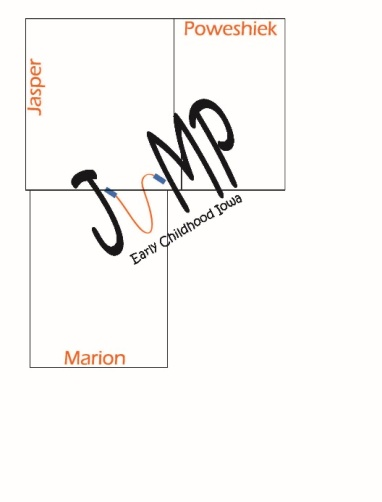 Poweshiek
Jasper
JuMP
Early Childhood Iowa
Marion